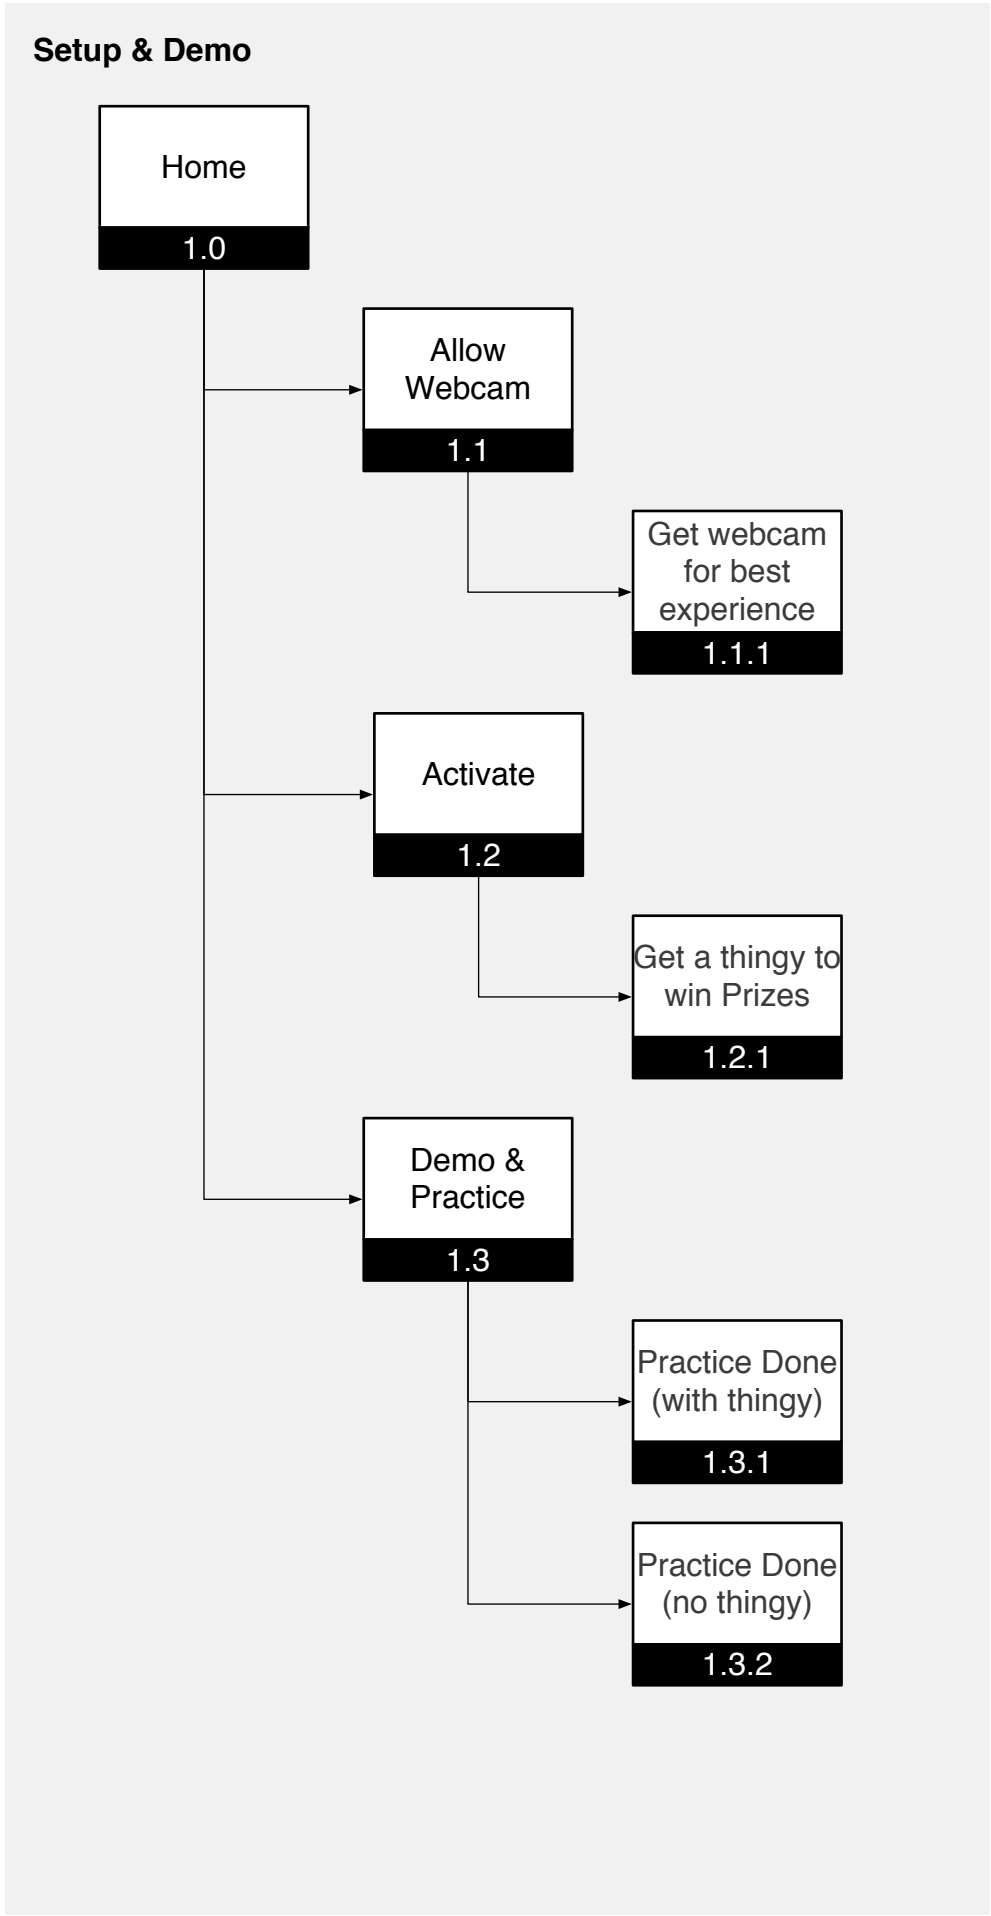 Setup & Demo
Home
1.0
Allow
Webcam
1.1
Get webcam
for best
experience
1.1.1
Activate
1.2
Get a thingy to
win Prizes
1.2.1
Demo &
Practice
1.3
Practice Done
(with thingy)
1.3.1
Practice Done
(no thingy)
1.3.2